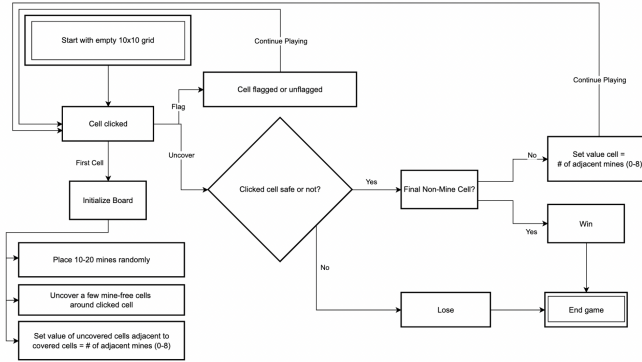 Continue Playing
Start with empty 10x10 grid
Continue Playing
Cell flagged or unflagged
Flag
Cell clicked
Uncover
First Cell
Initialize Board
Clicked cell safe or not?
Yes
Final Non-Mine Cell?
No
Set value cell =
# of adjacent mines (0-8)
Yes
Win
No
Place 10-20 mines randomly
Uncover a few mine-free cells
around clicked cell
Lose
End game
Set value of uncovered cells adjacent to
covered cells = # of adjacent mines (0-8)